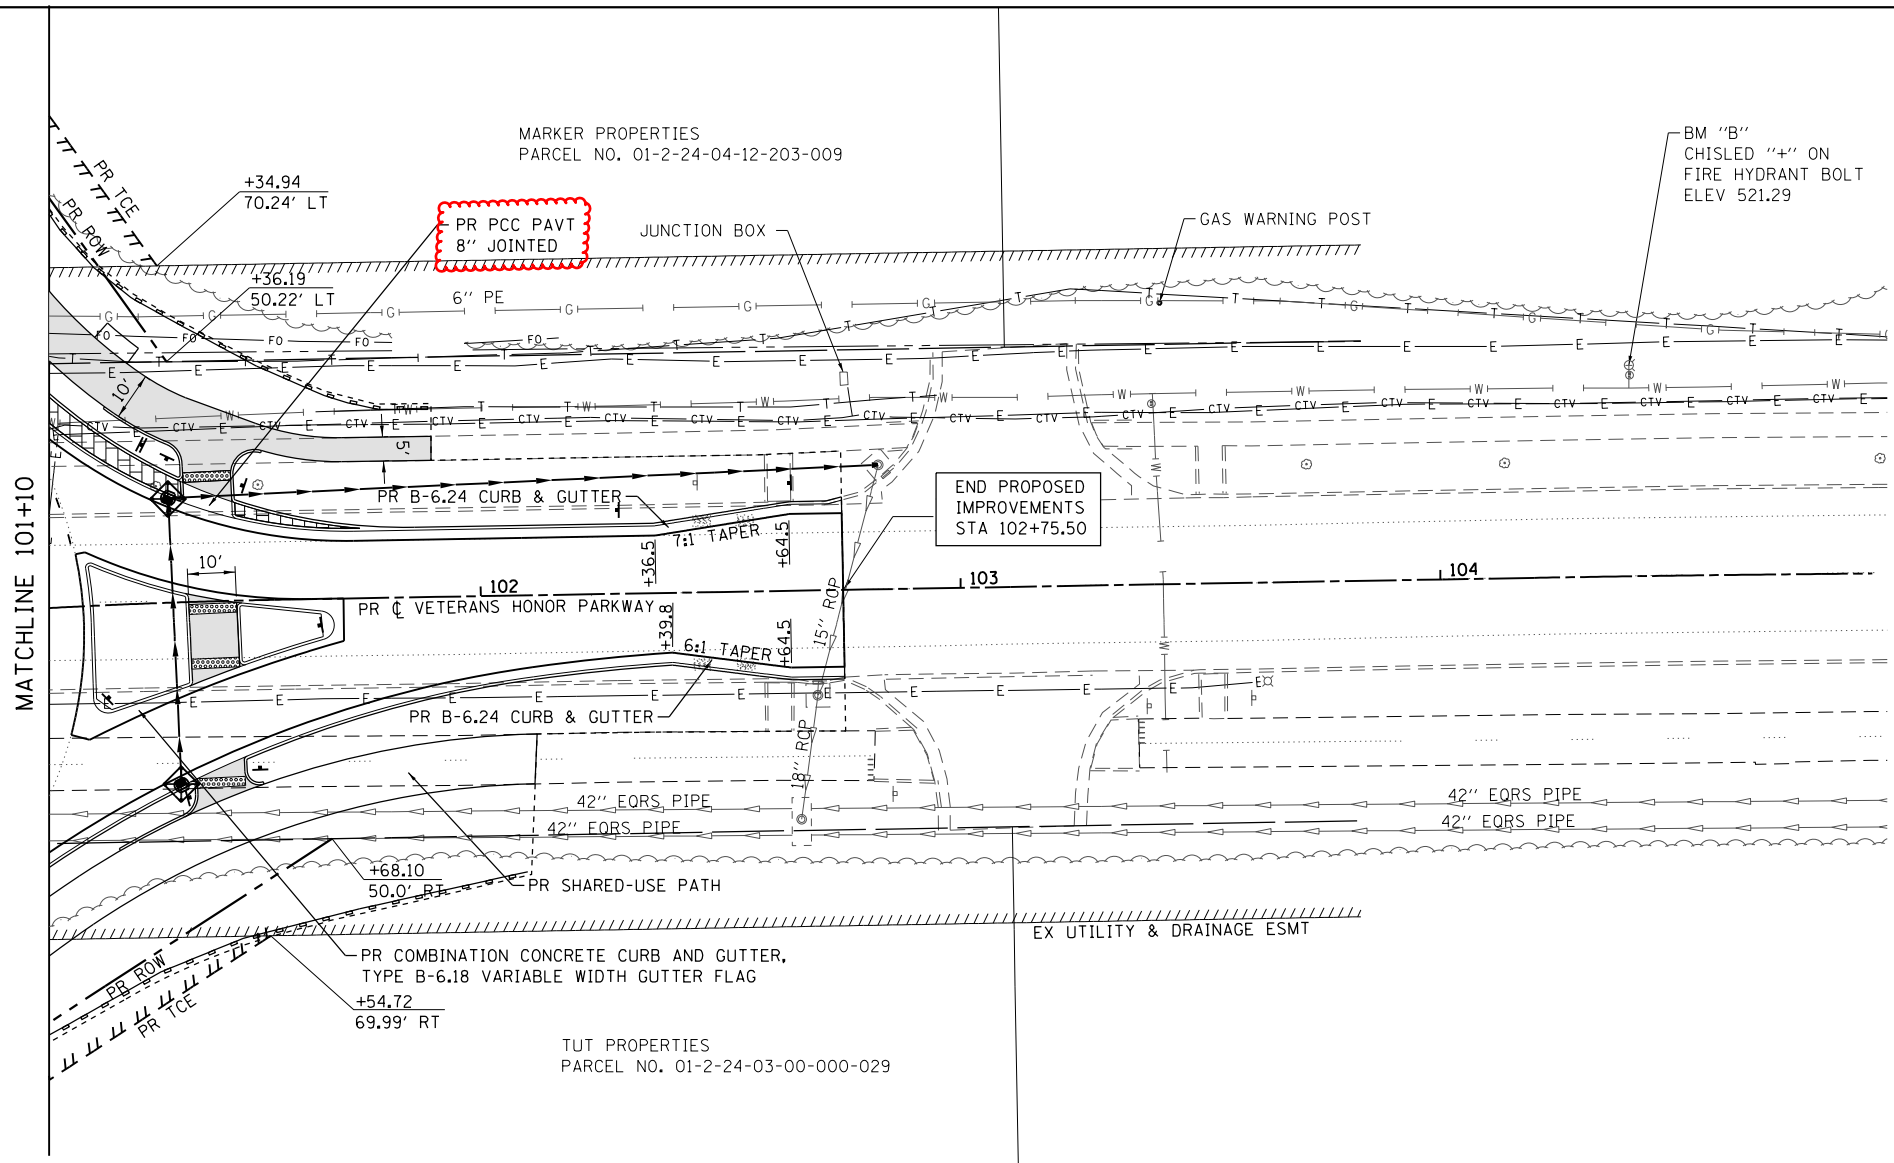 MARKER PROPERTIES
PARCEL NO. 01-2-24-04-12-203-009
BM "B"
CHISLED "+" ON
FIRE HYDRANT BOLT
ELEV 521.29
PR TCE
PR ROW
+34.94
70.24' LT
PR PCC PAVT
8" JOINTED
JUNCTION BOX
GAS WARNING POST
+36.19
50.22' LT
6" PE
10'
5'
PR B-6.24 CURB & GUTTER
7:1 TAPER
+36.5
+64.5
END PROPOSED
IMPROVEMENTS
STA 102+75.50
MATCHLINE 101+10
10'
102
103
104
PR ℄ VETERANS HONOR PARKWAY
+39.8
+64.5
6:1 TAPER
15" RCP
18" RCP
PR B-6.24 CURB & GUTTER
42" EQRS PIPE
42" EQRS PIPE
42" EQRS PIPE
42" EQRS PIPE
+68.10
50.0' RT
PR SHARED-USE PATH
EX UTILITY & DRAINAGE ESMT
PR COMBINATION CONCRETE CURB AND GUTTER,
TYPE B-6.18 VARIABLE WIDTH GUTTER FLAG
PR ROW
PR TCE
+54.72
69.99' RT
TUT PROPERTIES
PARCEL NO. 01-2-24-03-00-000-029